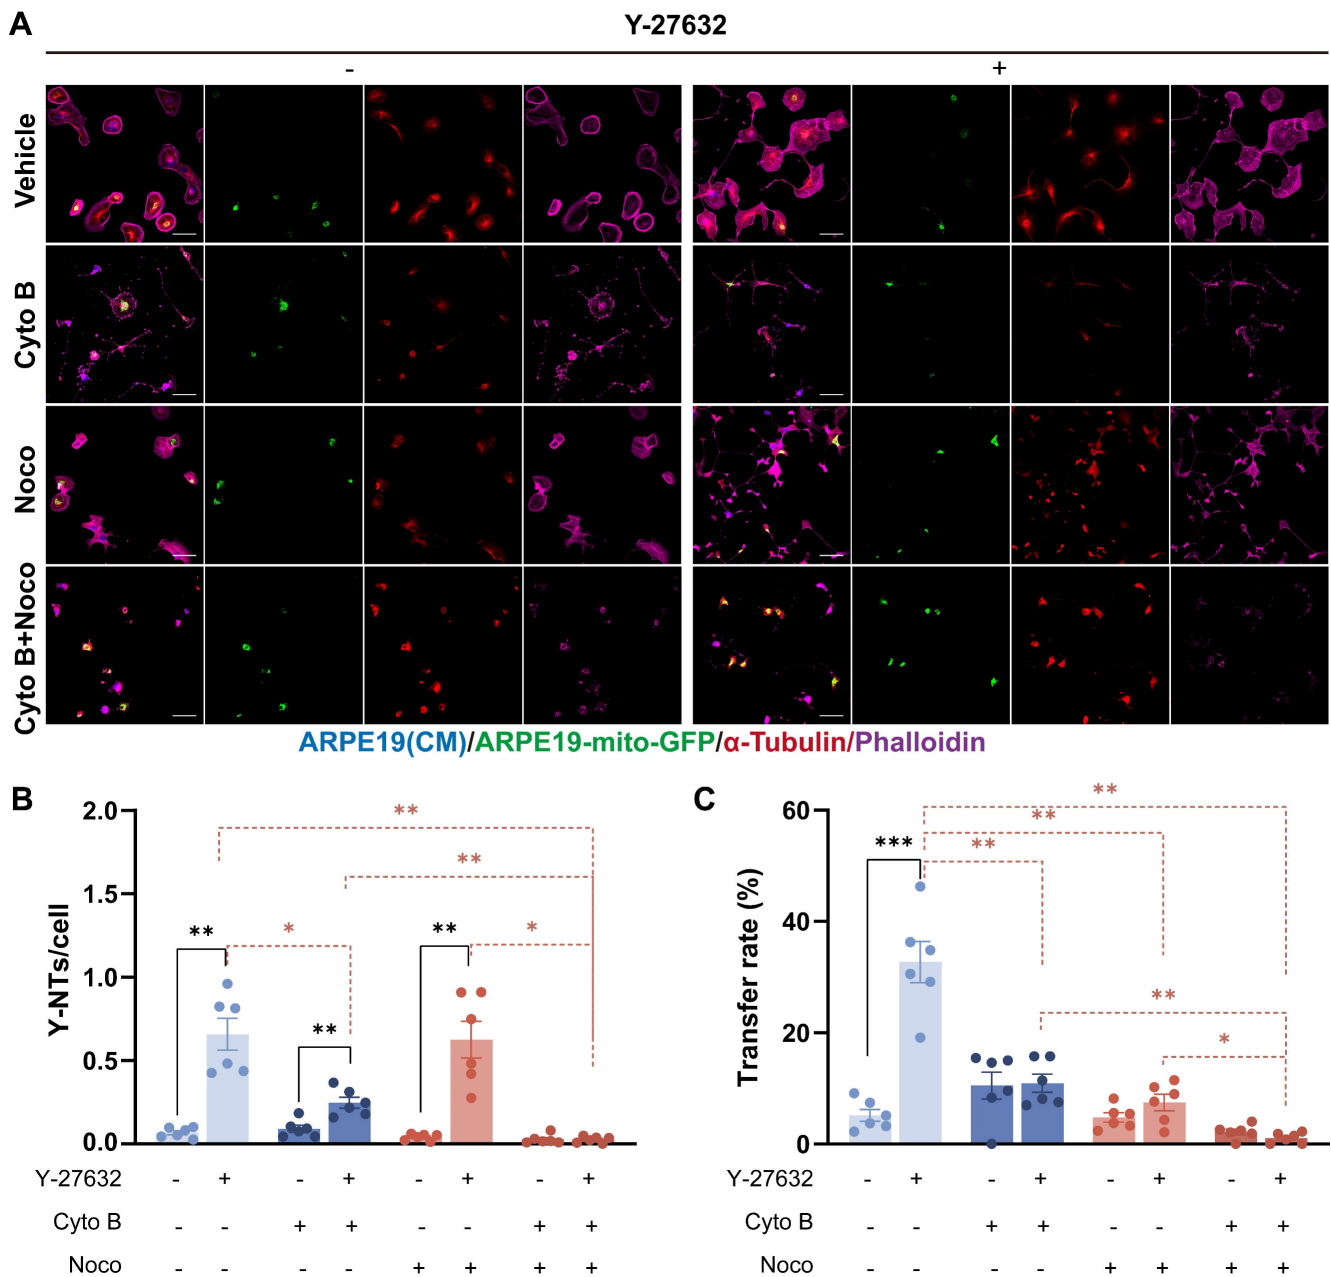 A
Y-27632
- +
Vehicle
Cyto B
Noco
Cyto B+Noco
ARPE19(CM)/ARPE19-mito-GFP/α-Tubulin/Phalloidin
B
Y-NTs/cell
2.0
1.5
1.0
0.5
0.0
** * ** ** * ** **
Y-27632 - + - + - + - +
Cyto B - - + + - - + +
Noco - - - - + + + +
C
Transfer rate (%)
60
40
20
0
*** ** ** ** ** *
Y-27632 - + - + - + - +
Cyto B - - + + - - + +
Noco - - - - + + + +